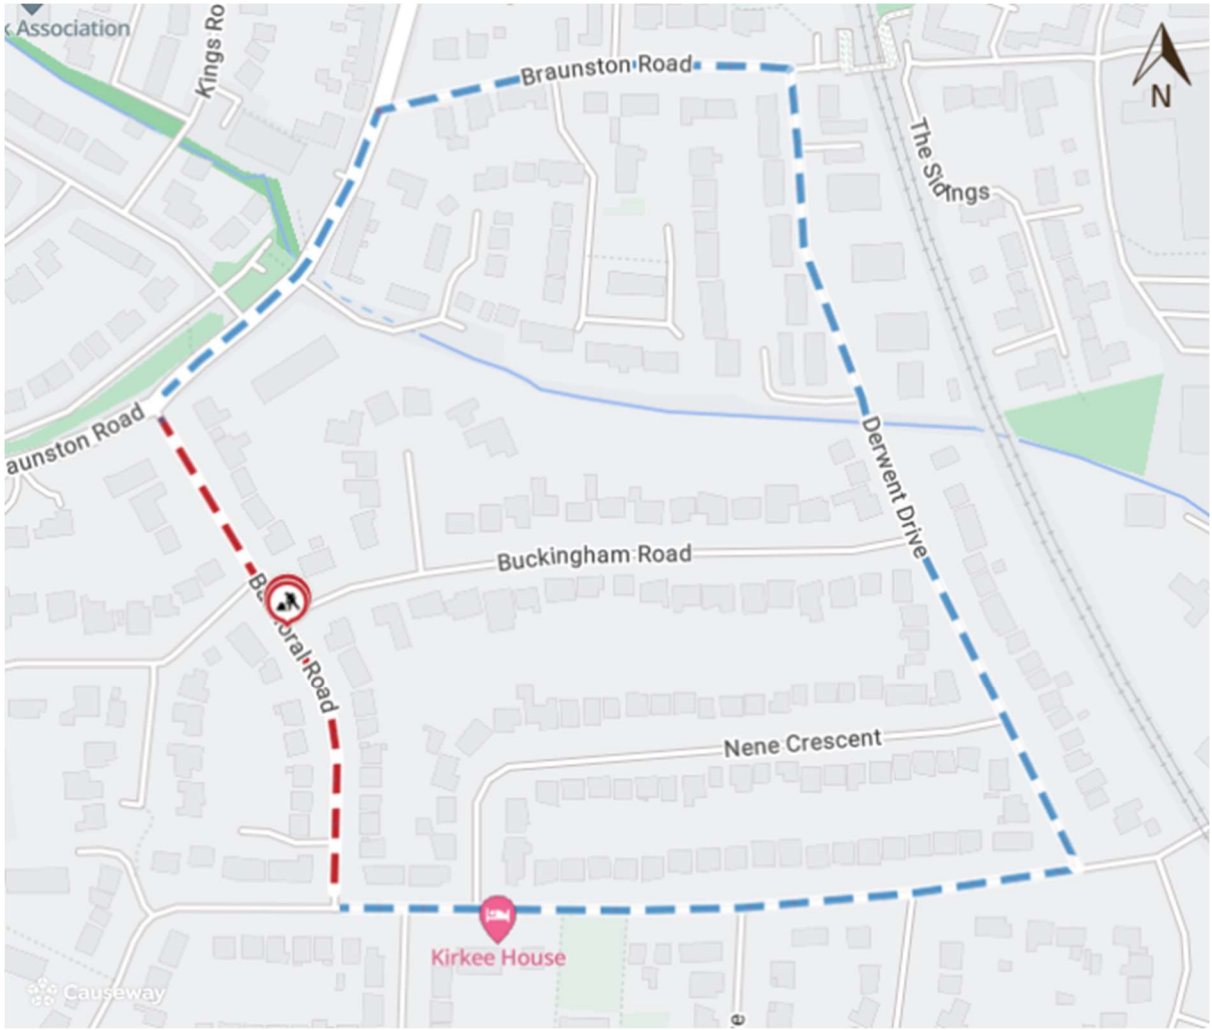 k Association
Kings Ro
Braunston Road
N
The Sidings
aunston Road
Derwent Drive
Buckingham Road
Nene Crescent
Kirkee House
Causeway
e